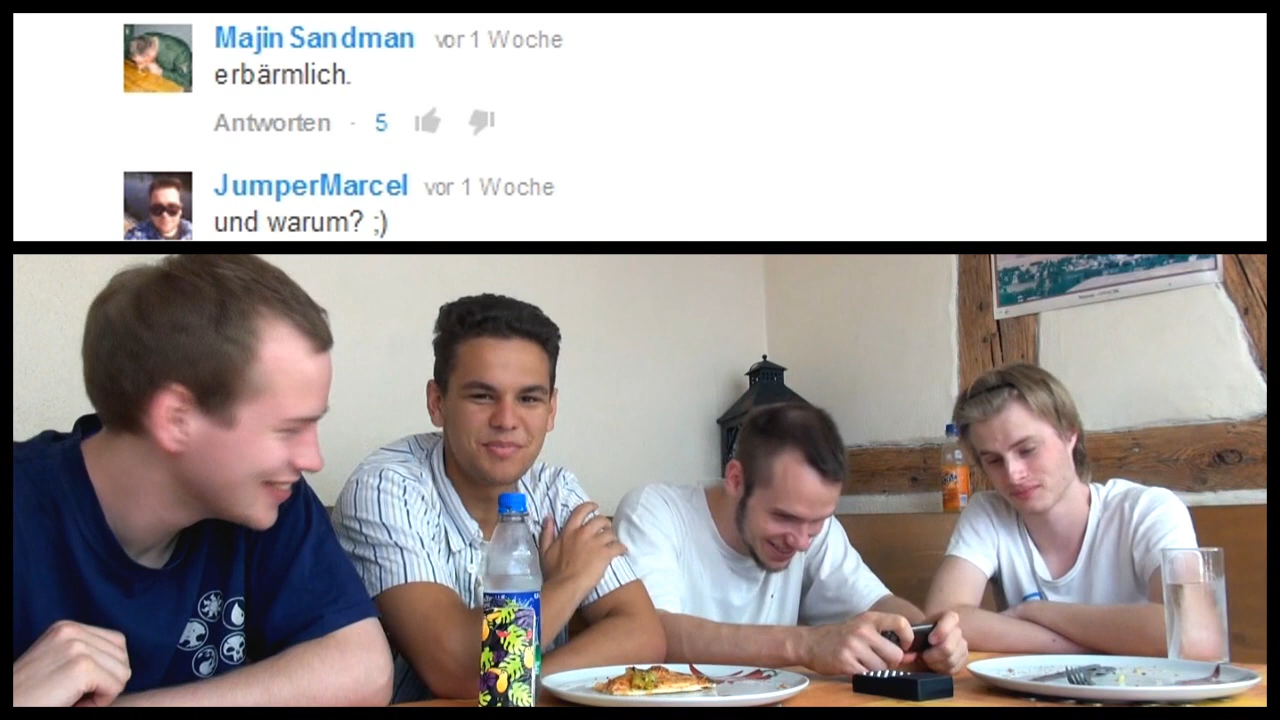 Majin Sandman vor 1 Woche
erbärmlich.
Antworten · 5
JumperMarcel vor 1 Woche
und warum? ;)